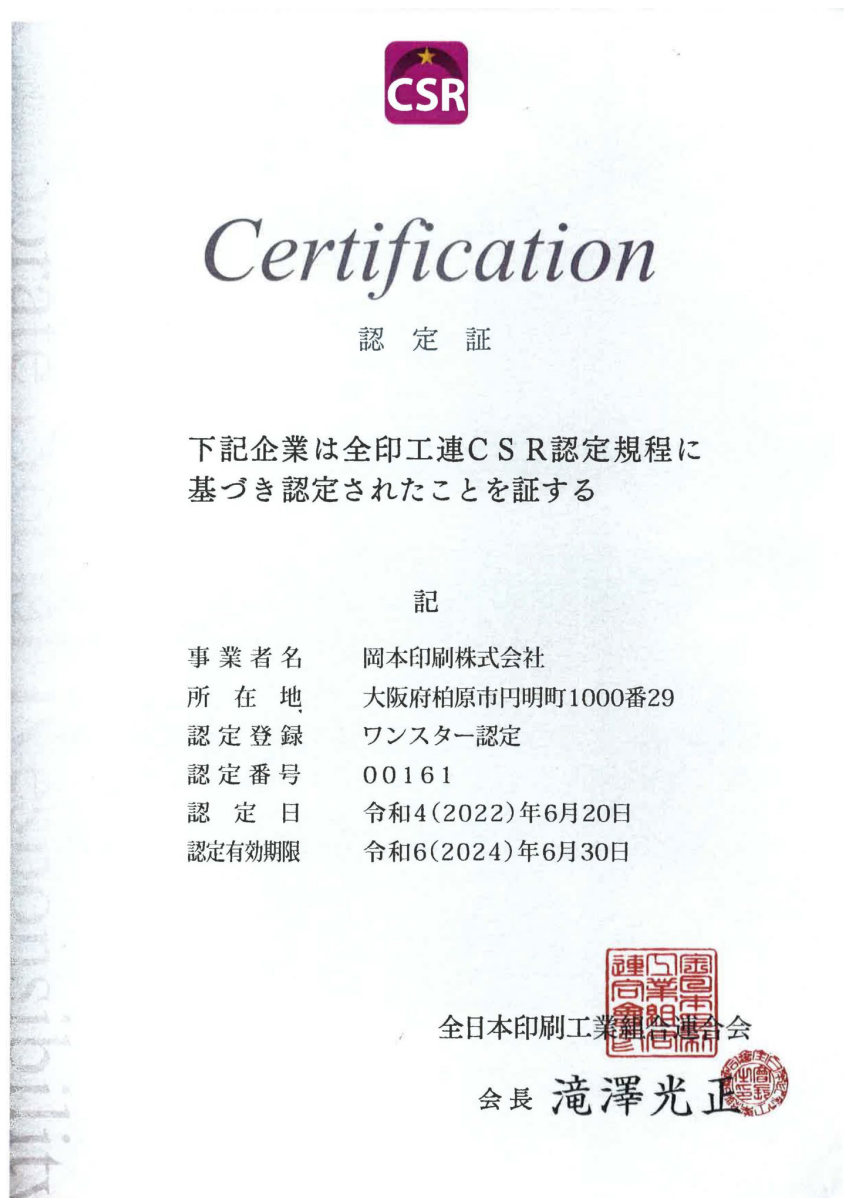 CSR
Certification
認定証
下記企業は全印工連CSR認定規程に
基づき認定されたことを証する
記
事業者名 岡本印刷株式会社
所在地 大阪府柏原市円明町1000番29
認定登録 ワンスター認定
認定番号 00161
認定日 令和4(2022)年6月20日
認定有効期限 令和6(2024)年6月30日
全日本印刷工業組合連合会
会長 滝澤光正